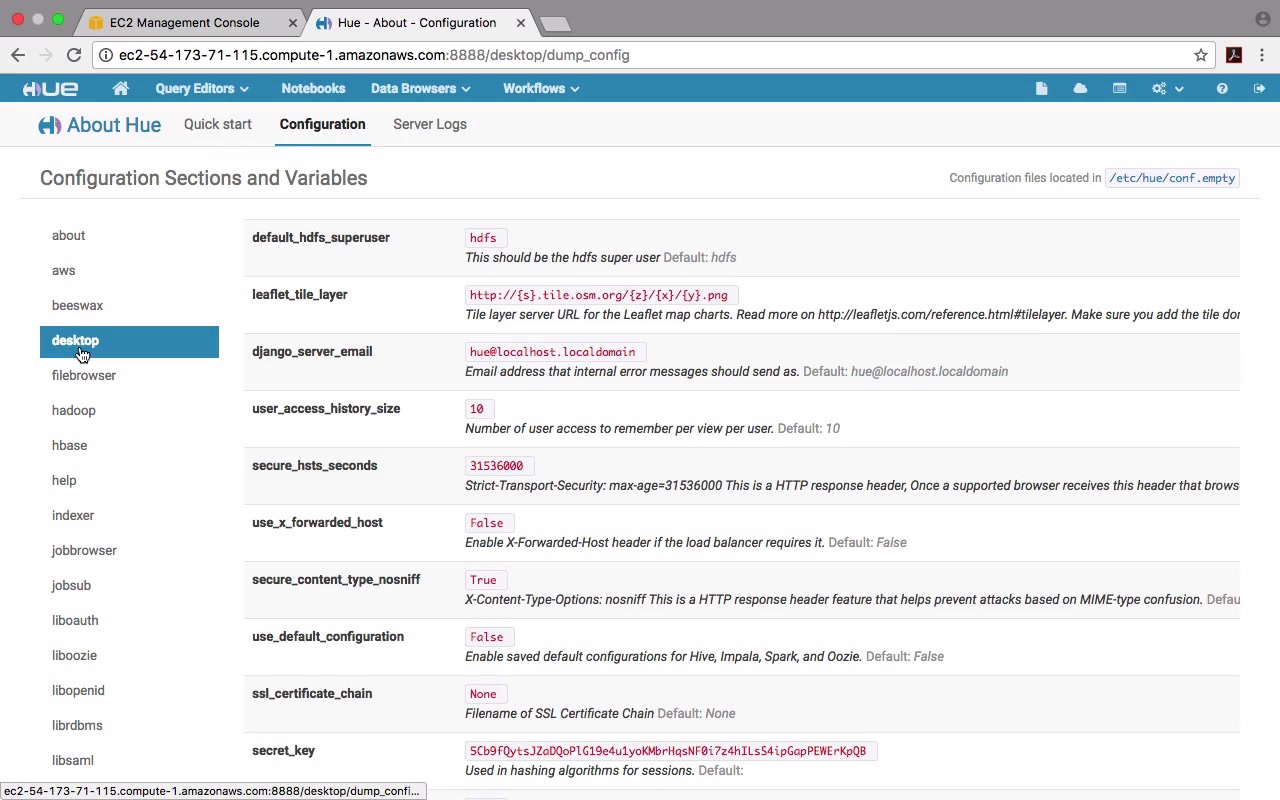 EC2 Management Console
Hue - About - Configuration
ec2-54-173-71-115.compute-1.amazonaws.com:8888/desktop/dump_config
HUE Query Editors Notebooks Data Browsers Workflows
About Hue Quick start Configuration Server Logs
Configuration Sections and Variables
Configuration files located in /etc/hue/conf.empty
about
aws
beeswax
desktop
filebrowser
hadoop
hbase
help
indexer
jobbrowser
jobsub
liboauth
liboozie
libopenid
librdbms
libsaml
default_hdfs_superuser hdfs
This should be the hdfs super user Default: hdfs
leaflet_tile_layer http://{s}.tile.osm.org/{z}/{x}/{y}.png
Tile layer server URL for the Leaflet map charts. Read more on http://leafletjs.com/reference.html#tilelayer. Make sure you add the tile dor
django_server_email hue@localhost.localdomain
Email address that internal error messages should send as. Default: hue@localhost.localdomain
user_access_history_size 10
Number of user access to remember per view per user. Default: 10
secure_hsts_seconds 31536000
Strict-Transport-Security: max-age=31536000 This is a HTTP response header, Once a supported browser receives this header that brows
use_x_forwarded_host False
Enable X-Forwarded-Host header if the load balancer requires it. Default: False
secure_content_type_nosniff True
X-Content-Type-Options: nosniff This is a HTTP response header feature that helps prevent attacks based on MIME-type confusion. Defau
use_default_configuration False
Enable saved default configurations for Hive, Impala, Spark, and Oozie. Default: False
ssl_certificate_chain None
Filename of SSL Certificate Chain Default: None
secret_key 5Cb9fQytsJZaDQoPlG19e4u1yoKMbrHqsNF0i7z4hILsS4ipGapPEWErKpQB
Used in hashing algorithms for sessions. Default:
ec2-54-173-71-115.compute-1.amazonaws.com:8888/desktop/dump_confi...